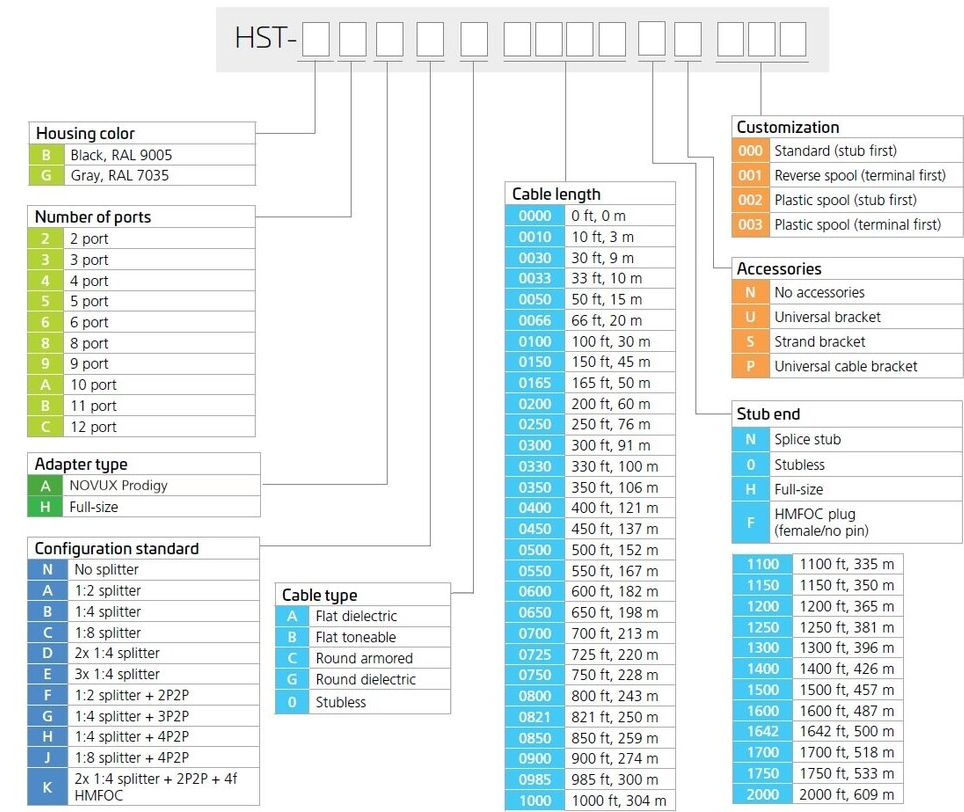 HST-
Housing color
B Black, RAL 9005
G Gray, RAL 7035
Number of ports
2 2 port
3 3 port
4 4 port
5 5 port
6 6 port
8 8 port
9 9 port
A 10 port
B 11 port
C 12 port
Adapter type
A NOVUX Prodigy
H Full-size
Configuration standard
N No splitter
A 1:2 splitter
B 1:4 splitter
C 1:8 splitter
D 2x 1:4 splitter
E 3x 1:4 splitter
F 1:2 splitter + 2P2P
G 1:4 splitter + 3P2P
H 1:4 splitter + 4P2P
J 1:8 splitter + 4P2P
K 2x 1:4 splitter + 2P2P + 4f
HMFOC
Cable type
A Flat dielectric
B Flat toneable
C Round armored
G Round dielectric
0 Stubless
Cable length
0000 0 ft, 0 m
0010 10 ft, 3 m
0030 30 ft, 9 m
0033 33 ft, 10 m
0050 50 ft, 15 m
0066 66 ft, 20 m
0100 100 ft, 30 m
0150 150 ft, 45 m
0165 165 ft, 50 m
0200 200 ft, 60 m
0250 250 ft, 76 m
0300 300 ft, 91 m
0330 330 ft, 100 m
0350 350 ft, 106 m
0400 400 ft, 121 m
0450 450 ft, 137 m
0500 500 ft, 152 m
0550 550 ft, 167 m
0600 600 ft, 182 m
0650 650 ft, 198 m
0700 700 ft, 213 m
0725 725 ft, 220 m
0750 750 ft, 228 m
0800 800 ft, 243 m
0821 821 ft, 250 m
0850 850 ft, 259 m
0900 900 ft, 274 m
0985 985 ft, 300 m
1000 1000 ft, 304 m
1100 1100 ft, 335 m
1150 1150 ft, 350 m
1200 1200 ft, 365 m
1250 1250 ft, 381 m
1300 1300 ft, 396 m
1400 1400 ft, 426 m
1500 1500 ft, 457 m
1600 1600 ft, 487 m
1642 1642 ft, 500 m
1700 1700 ft, 518 m
1750 1750 ft, 533 m
2000 2000 ft, 609 m
Stub end
N Splice stub
0 Stubless
H Full-size
F HMFOC plug
(female/no pin)
Accessories
N No accessories
U Universal bracket
S Strand bracket
P Universal cable bracket
Customization
000 Standard (stub first)
001 Reverse spool (terminal first)
002 Plastic spool (stub first)
003 Plastic spool (terminal first)